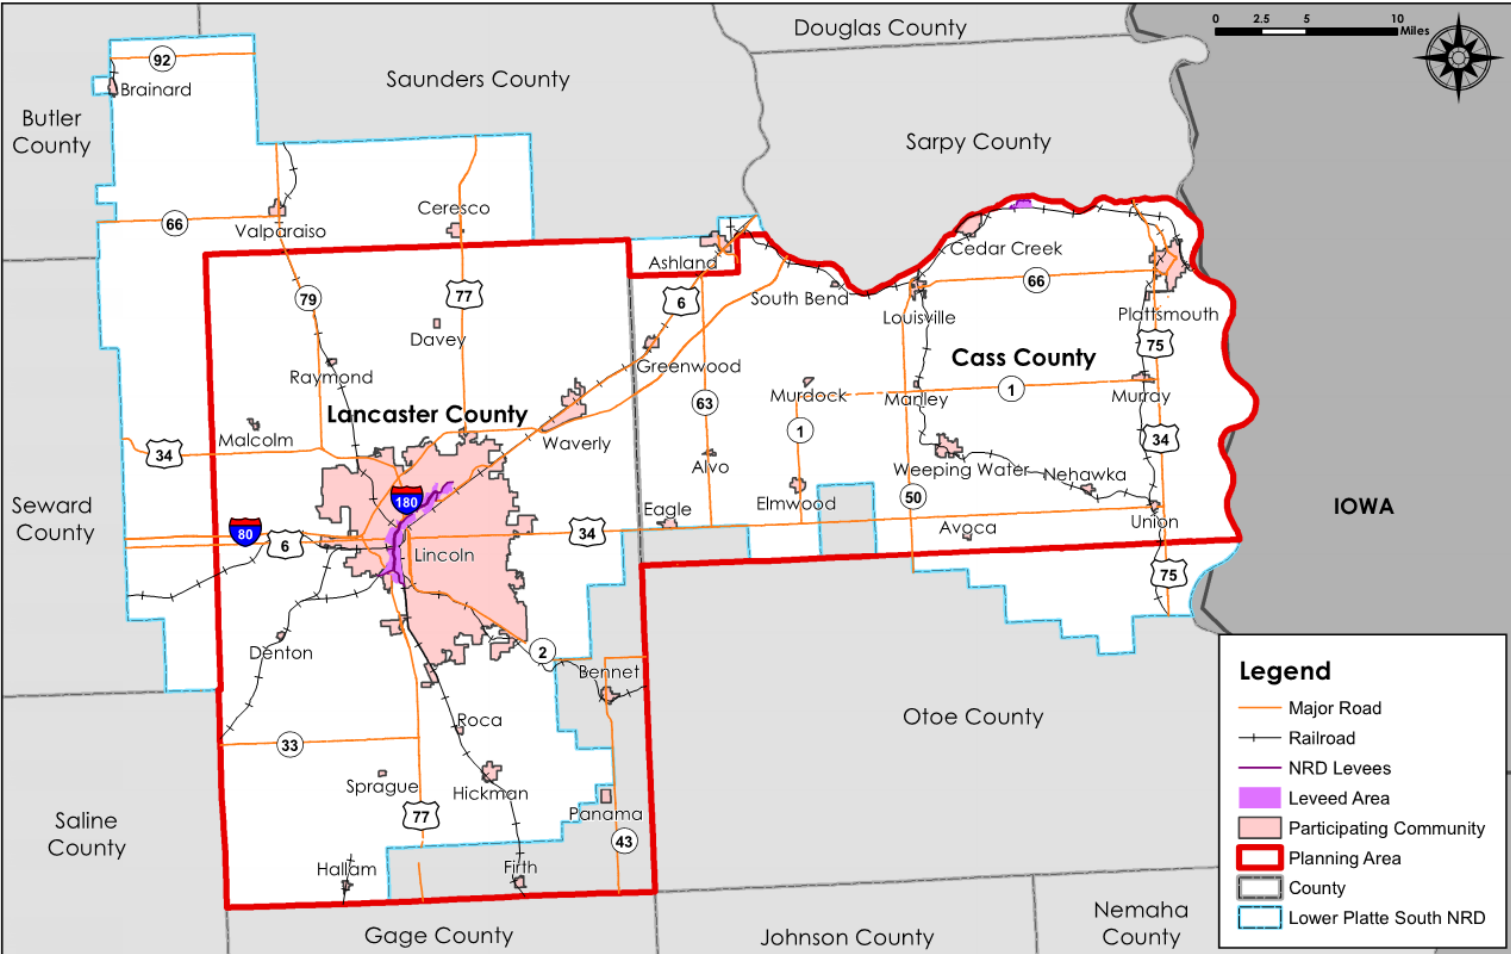 Douglas County
0 2.5 5 10
Miles
92
Brainard
Saunders County
Butler
County
Sarpy County
Ceresco
66
Valparaiso
Cedar Creek
Ashland
66
79
77
6
South Bend
Louisville
Plattsmouth
Davey
75
Cass County
Raymond
Greenwood
Murdock
Manley
1
Murray
63
Lancaster County
Malcolm
Waverly
1
34
34
Alvo
Weeping Water
Nehawka
180
50
Elmwood
Seward
County
Eagle
IOWA
80
6
34
Avoca
Union
Lincoln
75
Denton
2
Bennet
Roca
Otoe County
33
Sprague
Hickman
77
Panama
43
Saline
County
Hallam
Firth
Gage County
Johnson County
Nemaha
County
Legend
Major Road
Railroad
NRD Levees
Leveed Area
Participating Community
Planning Area
County
Lower Platte South NRD